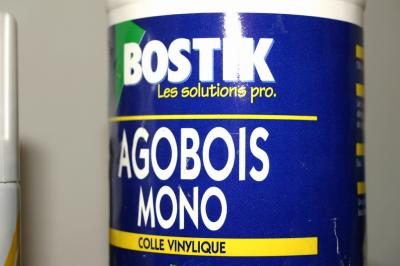 BOSTIK
Les solutions pro.
AGOBOIS
MONO
COLLE VINYLIQUE